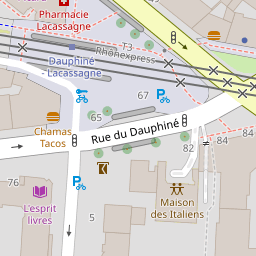 Pharmacie
Lacassagne
T3
Rhônexpress
Dauphiné -
Lacassagne
67
65
Chamas
Tacos
Rue du Dauphiné
82
84
76
L'esprit
livres
5
Maison
des Italiens